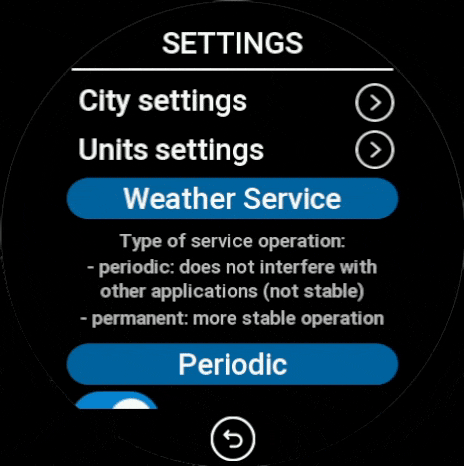 SETTINGS
City settings
Units settings
Weather Service
Type of service operation:
- periodic: does not interfere with
other applications (not stable)
- permanent: more stable operation
Periodic